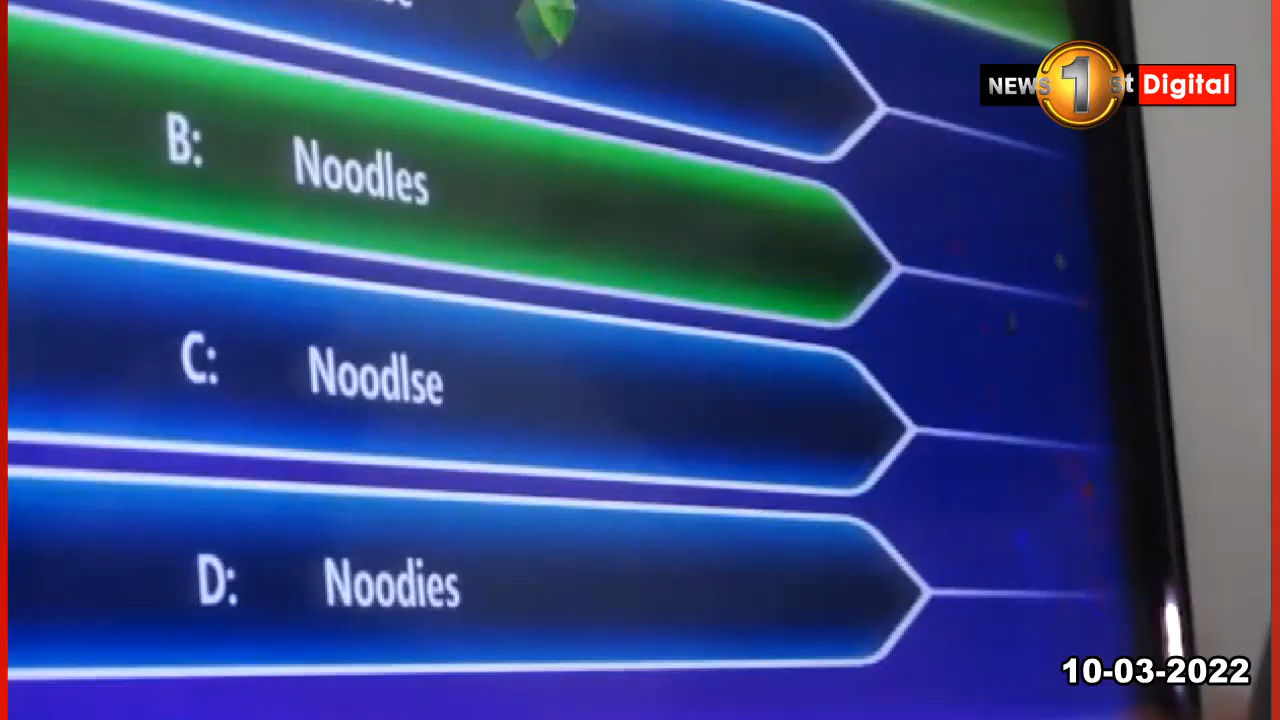 NEWS 1st Digital
B: Noodles
C: Noodlse
D: Noodies
10-03-2022